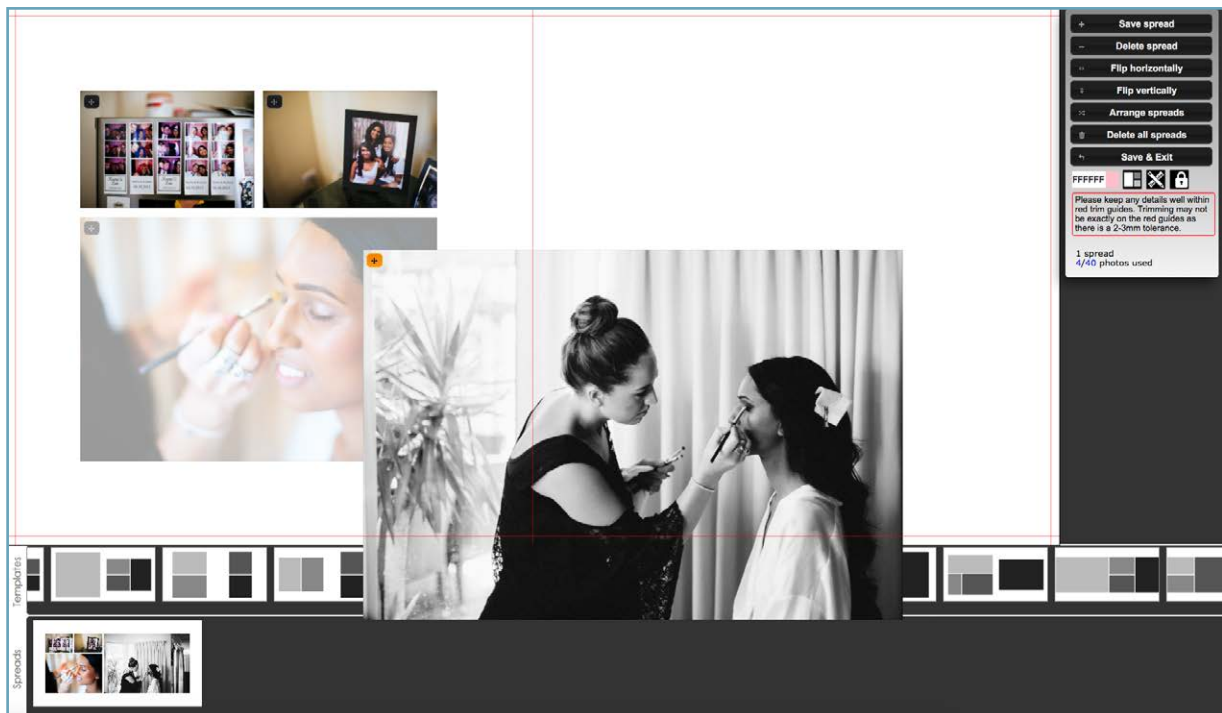 Save spread
Delete spread
Flip horizontally
Flip vertically
Arrange spreads
Delete all spreads
Save & Exit
FFFFFF
Please keep any details well within
red trim guides. Trimming may not
be exactly on the red guides as
there is a 2-3mm tolerance.
1 spread
4/40 photos used
Templates
Spreads